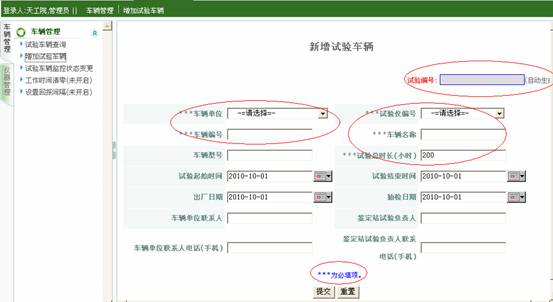 登录人:天工院,管理员 || 车辆管理 | 增加试验车辆
车辆管理
仪器管理
车辆管理
试验车辆查询
增加试验车辆
试验车辆监控状态变更
工作时间清零(未开启)
设置回报间隔(未开启)
新增试验车辆
试验编号: (自动生
***车辆单位 -=请选择=- ***试验仪编号 -=请选择=-
***车辆编号 ***车辆名称
车辆型号 ***试验总时长(小时) 200
试验起始时间 2010-10-01 试验结束时间 2010-10-01
出厂日期 2010-10-01 抽检日期 2010-10-01
车辆单位联系人 鉴定站试验负责人
车辆单位联系人电话(手机) 鉴定站试验负责人联系
电话(手机)
***为必填项。
提交 重置